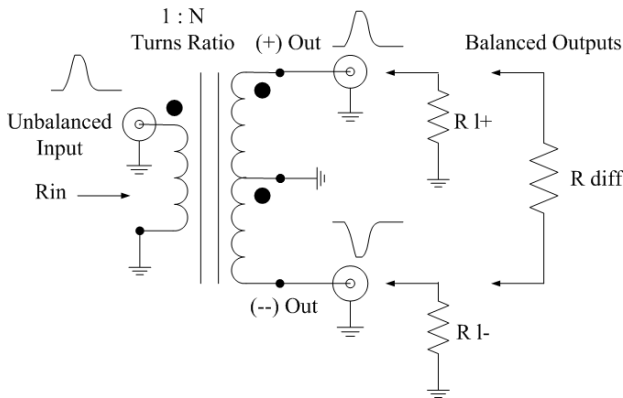 1 : N
Turns Ratio
(+) Out
Balanced Outputs
Unbalanced
Input
R l+
Rin
R diff
(--) Out
R l-